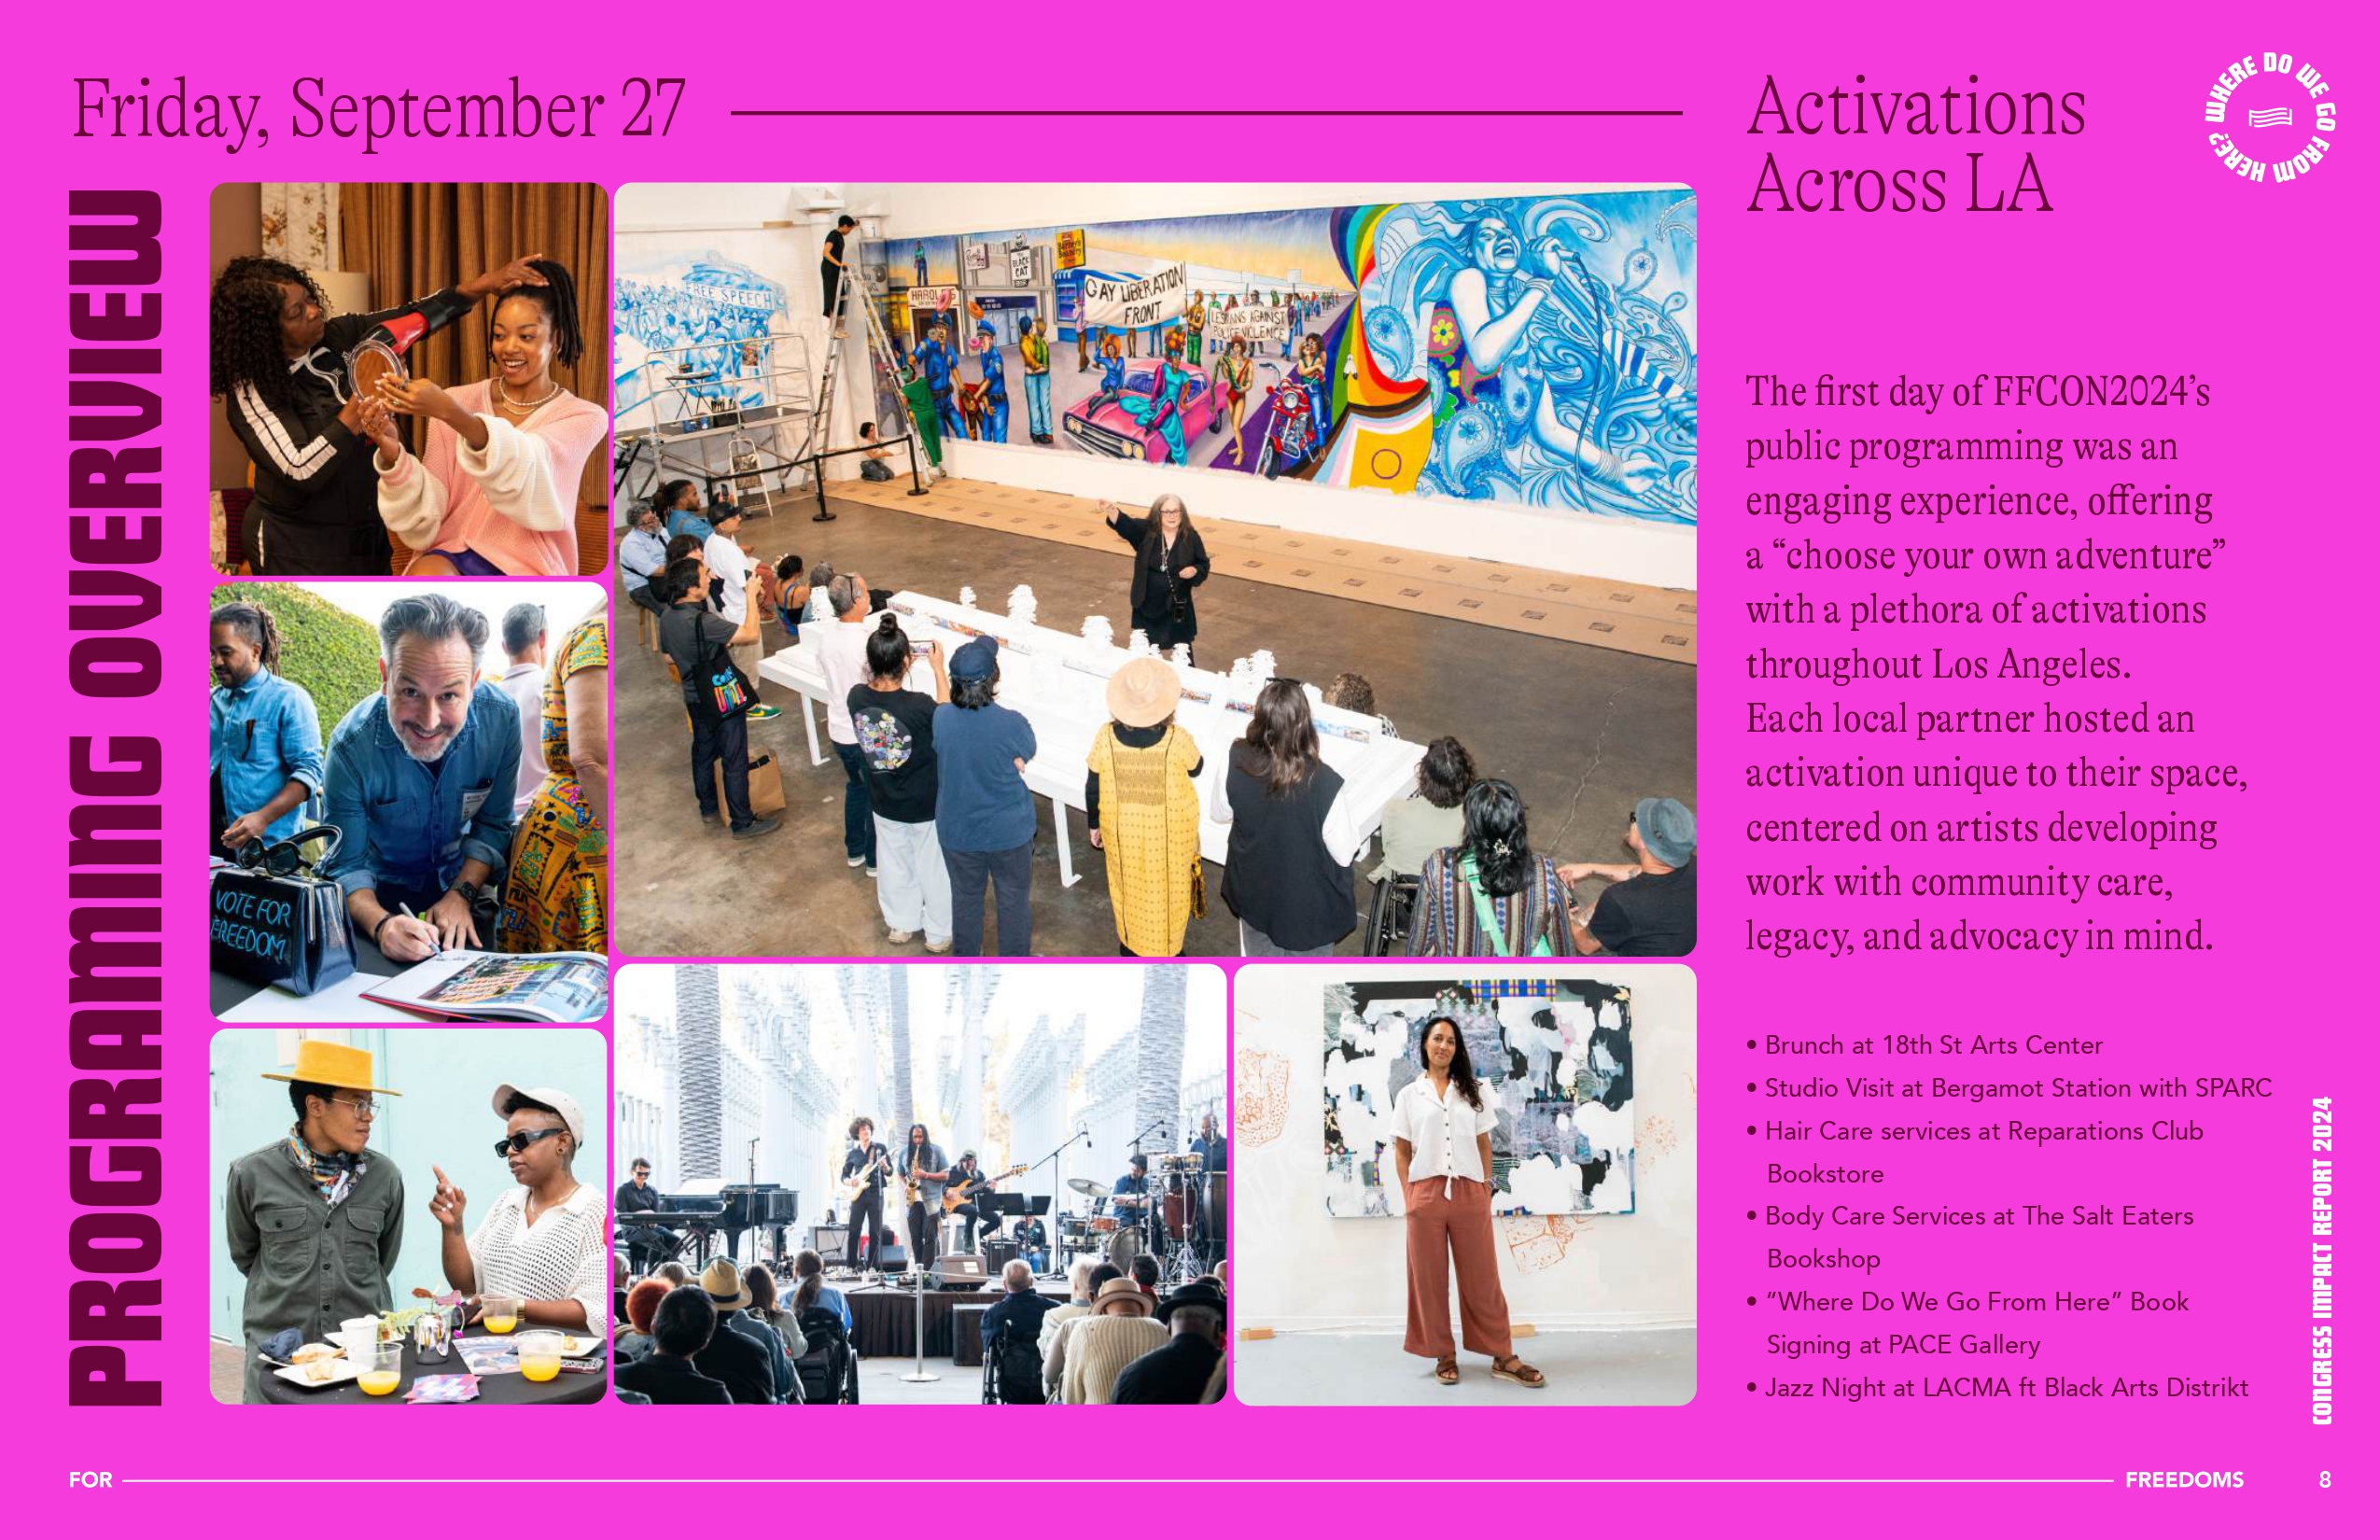 Friday, September 27
Activations
Across LA
WHERE DO WE GO FROM HERE?
PROGRAMING OVERVIEW
FREE SPEECH
HAROLD'S
THE BLACK CAT
GAY LIBERATION
FRONT
LESBIANS AGAINST
POLICE VIOLENCE
VOTE FOR
FREEDOM
The first day of FFCON2024’s
public programming was an
engaging experience, offering
a “choose your own adventure”
with a plethora of activations
throughout Los Angeles.
Each local partner hosted an
activation unique to their space,
centered on artists developing
work with community care,
legacy, and advocacy in mind.
• Brunch at 18th St Arts Center
• Studio Visit at Bergamot Station with SPARC
• Hair Care services at Reparations Club
Bookstore
• Body Care Services at The Salt Eaters
Bookshop
• “Where Do We Go From Here” Book
Signing at PACE Gallery
• Jazz Night at LACMA ft Black Arts Distrikt
CONGRESS IMPACT REPORT 2024
FOR
FREEDOMS
8